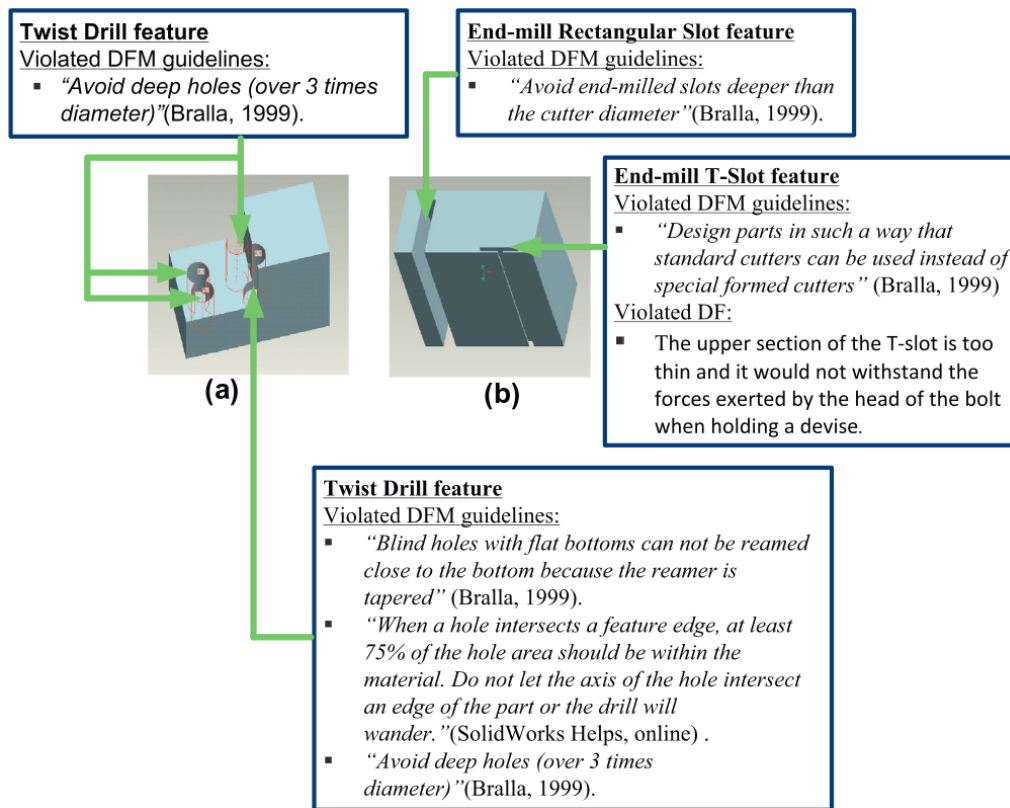 Twist Drill feature
Violated DFM guidelines:
▪ “Avoid deep holes (over 3 times
diameter)”(Bralla, 1999).
End-mill Rectangular Slot feature
Violated DFM guidelines:
▪ “Avoid end-milled slots deeper than
the cutter diameter”(Bralla, 1999).
End-mill T-Slot feature
Violated DFM guidelines:
▪ “Design parts in such a way that
standard cutters can be used instead of
special formed cutters” (Bralla, 1999)
Violated DF:
▪ The upper section of the T-slot is too
thin and it would not withstand the
forces exerted by the head of the bolt
when holding a devise.
(a)
(b)
Twist Drill feature
Violated DFM guidelines:
▪ “Blind holes with flat bottoms can not be reamed
close to the bottom because the reamer is
tapered” (Bralla, 1999).
▪ “When a hole intersects a feature edge, at least
75% of the hole area should be within the
material. Do not let the axis of the hole intersect
an edge of the part or the drill will
wander.”(SolidWorks Helps, online) .
▪ “Avoid deep holes (over 3 times
diameter)”(Bralla, 1999).